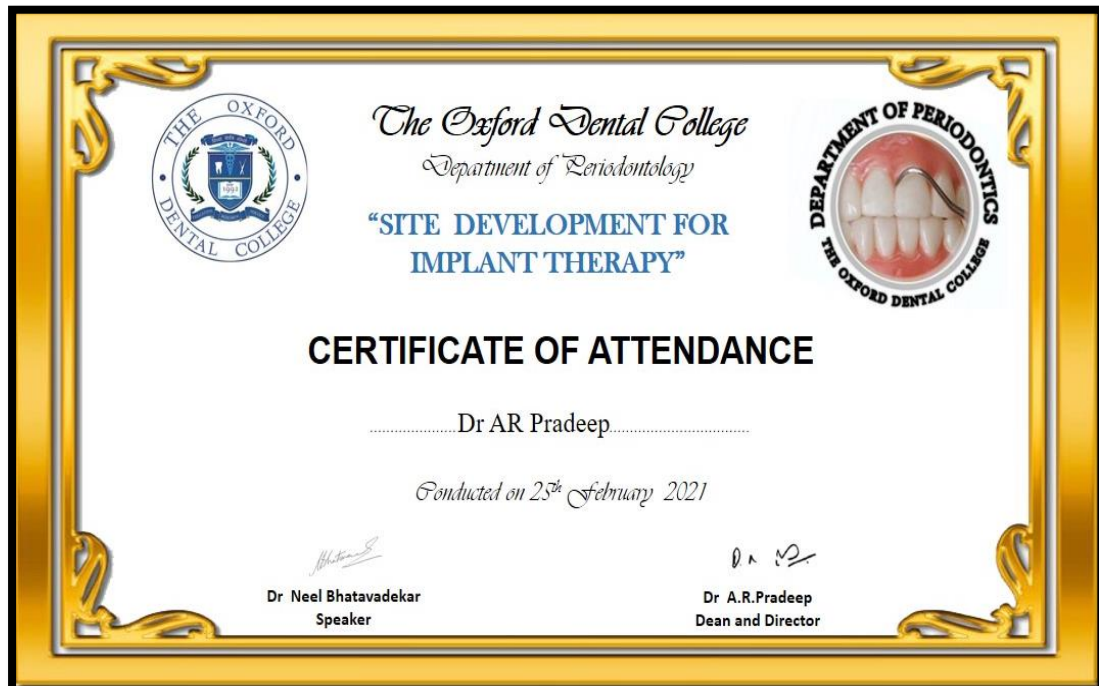 THE OXFORD DENTAL COLLEGE
1992
The Oxford Dental College
Department of Periodontology
DEPARTMENT OF PERIODONTICS
THE OXFORD DENTAL COLLEGE
“SITE DEVELOPMENT FOR
IMPLANT THERAPY”
CERTIFICATE OF ATTENDANCE
.....................Dr AR Pradeep..................................
Conducted on 25th February 2021
Dr Neel Bhatavadekar
Speaker
Dr A.R.Pradeep
Dean and Director